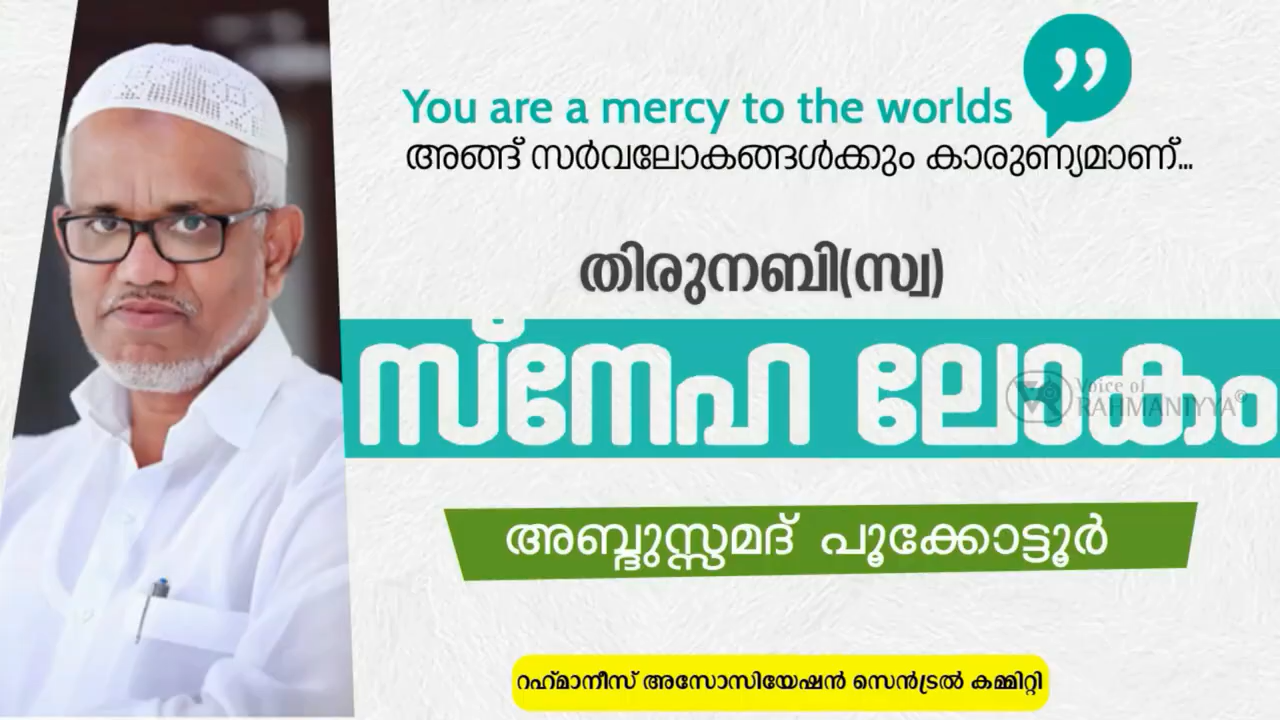 You are a mercy to the worlds ”
അങ്ങ് സർവലോകങ്ങൾക്കും കാരുണ്യമാണ്...
തിരുനബി(സ്വ)
സ്നേഹ ലോകം
Voice of
RAHMANIYYA©
അബ്ദുസ്സമദ് പൂക്കോട്ടൂർ
റഹ്‌മാനീസ് അസോസിയേഷൻ സെൻട്രൽ കമ്മിറ്റി